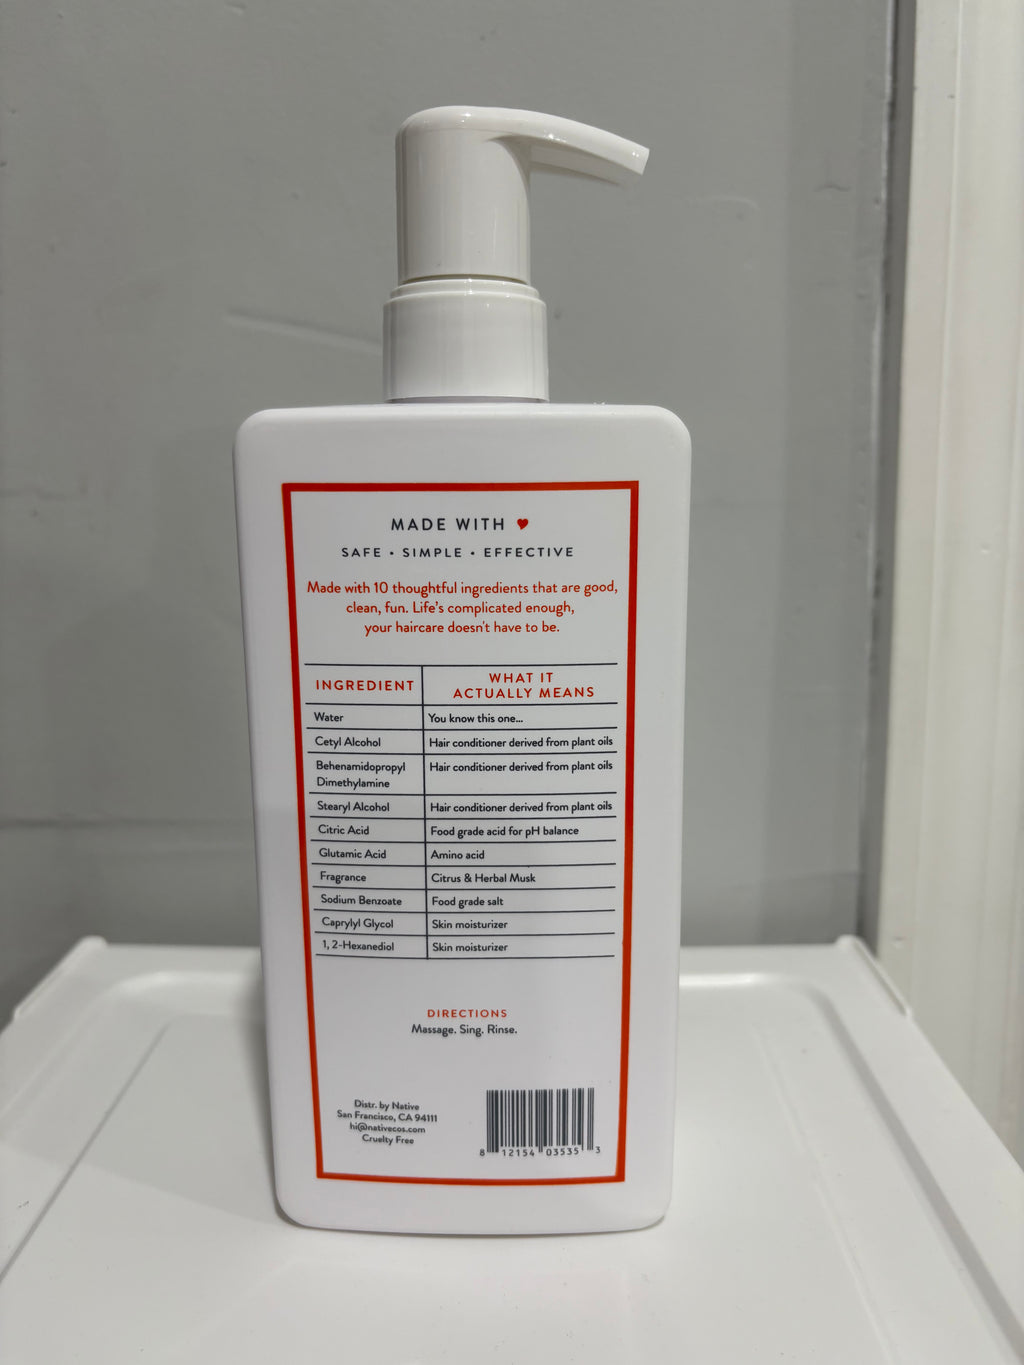 MADE WITH ♥
SAFE • SIMPLE • EFFECTIVE
Made with 10 thoughtful ingredients that are good,
clean, fun. Life's complicated enough,
your haircare doesn't have to be.
INGREDIENT
WHAT IT
ACTUALLY MEANS
Water You know this one...
Cetyl Alcohol Hair conditioner derived from plant oils
Behenamidopropyl Hair conditioner derived from plant oils
Dimethylamine
Stearyl Alcohol Hair conditioner derived from plant oils
Citric Acid Food grade acid for pH balance
Glutamic Acid Amino acid
Fragrance Citrus & Herbal Musk
Sodium Benzoate Food grade salt
Caprylyl Glycol Skin moisturizer
1, 2-Hexanediol Skin moisturizer
DIRECTIONS
Massage. Sing. Rinse.
Distr. by Native
San Francisco, CA 94111
hi@nativecos.com
Cruelty Free
8 12154 03535 3